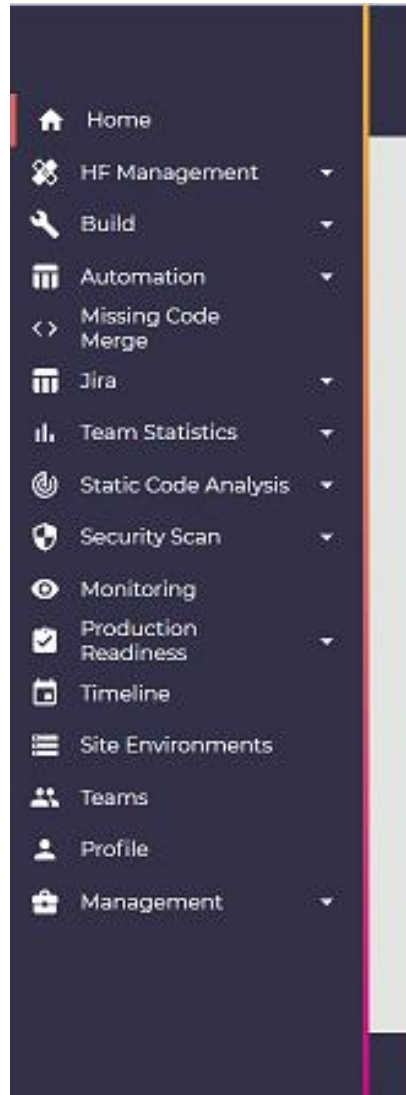 Home
HF Management
Build
Automation
Missing Code
Merge
Jira
Team Statistics
Static Code Analysis
Security Scan
Monitoring
Production
Readiness
Timeline
Site Environments
Teams
Profile
Management